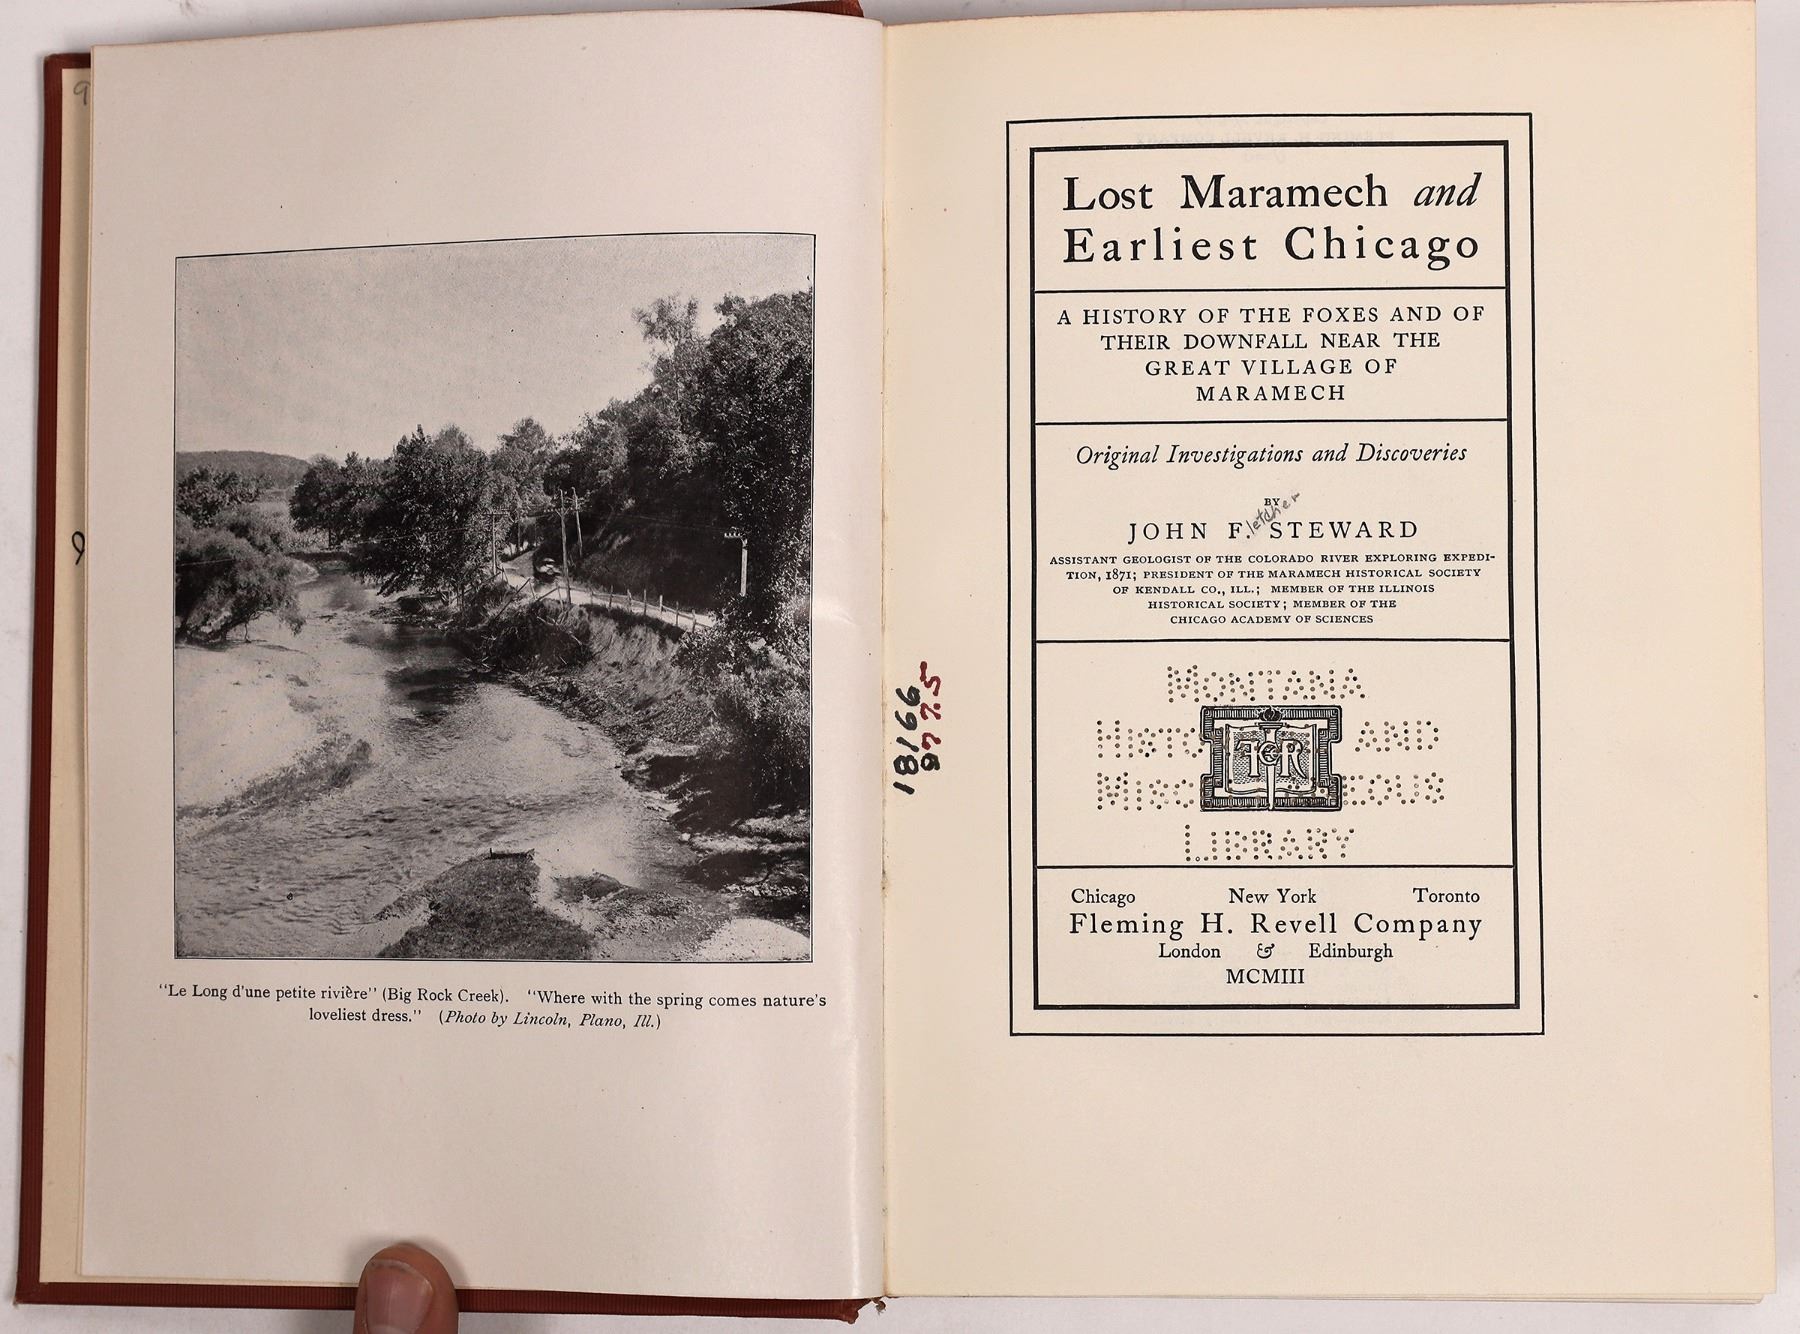 9
9
"Le Long d'une petite rivière" (Big Rock Creek). "Where with the spring comes nature's
loveliest dress." (Photo by Lincoln, Plano, Ill.)
18166
977.5
Lost Maramech and
Earliest Chicago
A HISTORY OF THE FOXES AND OF
THEIR DOWNFALL NEAR THE
GREAT VILLAGE OF
MARAMECH
Original Investigations and Discoveries
BY
letcher
JOHN F. STEWARD
ASSISTANT GEOLOGIST OF THE COLORADO RIVER EXPLORING EXPEDI-
TION, 1871; PRESIDENT OF THE MARAMECH HISTORICAL SOCIETY
OF KENDALL CO., ILL.; MEMBER OF THE ILLINOIS
HISTORICAL SOCIETY; MEMBER OF THE
CHICAGO ACADEMY OF SCIENCES
MONTANA
HISTO AND
MISC EOUS
LIBRARY
FHR
Chicago New York Toronto
Fleming H. Revell Company
London & Edinburgh
MCMIII